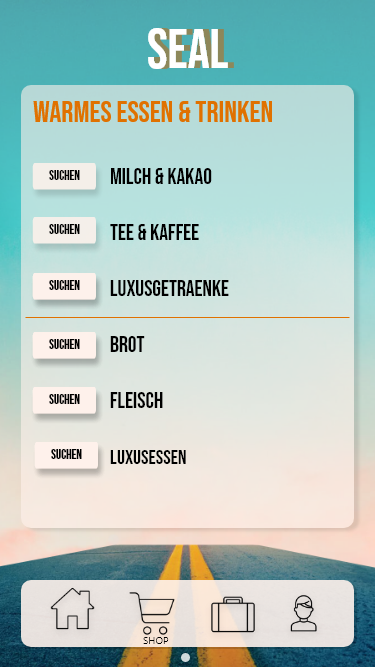 SEAL
WARMES ESSEN & TRINKEN
SUCHEN MILCH & KAKAO
SUCHEN TEE & KAFFEE
SUCHEN LUXUSGETRAENKE
SUCHEN BROT
SUCHEN FLEISCH
SUCHEN LUXUSESSEN
SHOP